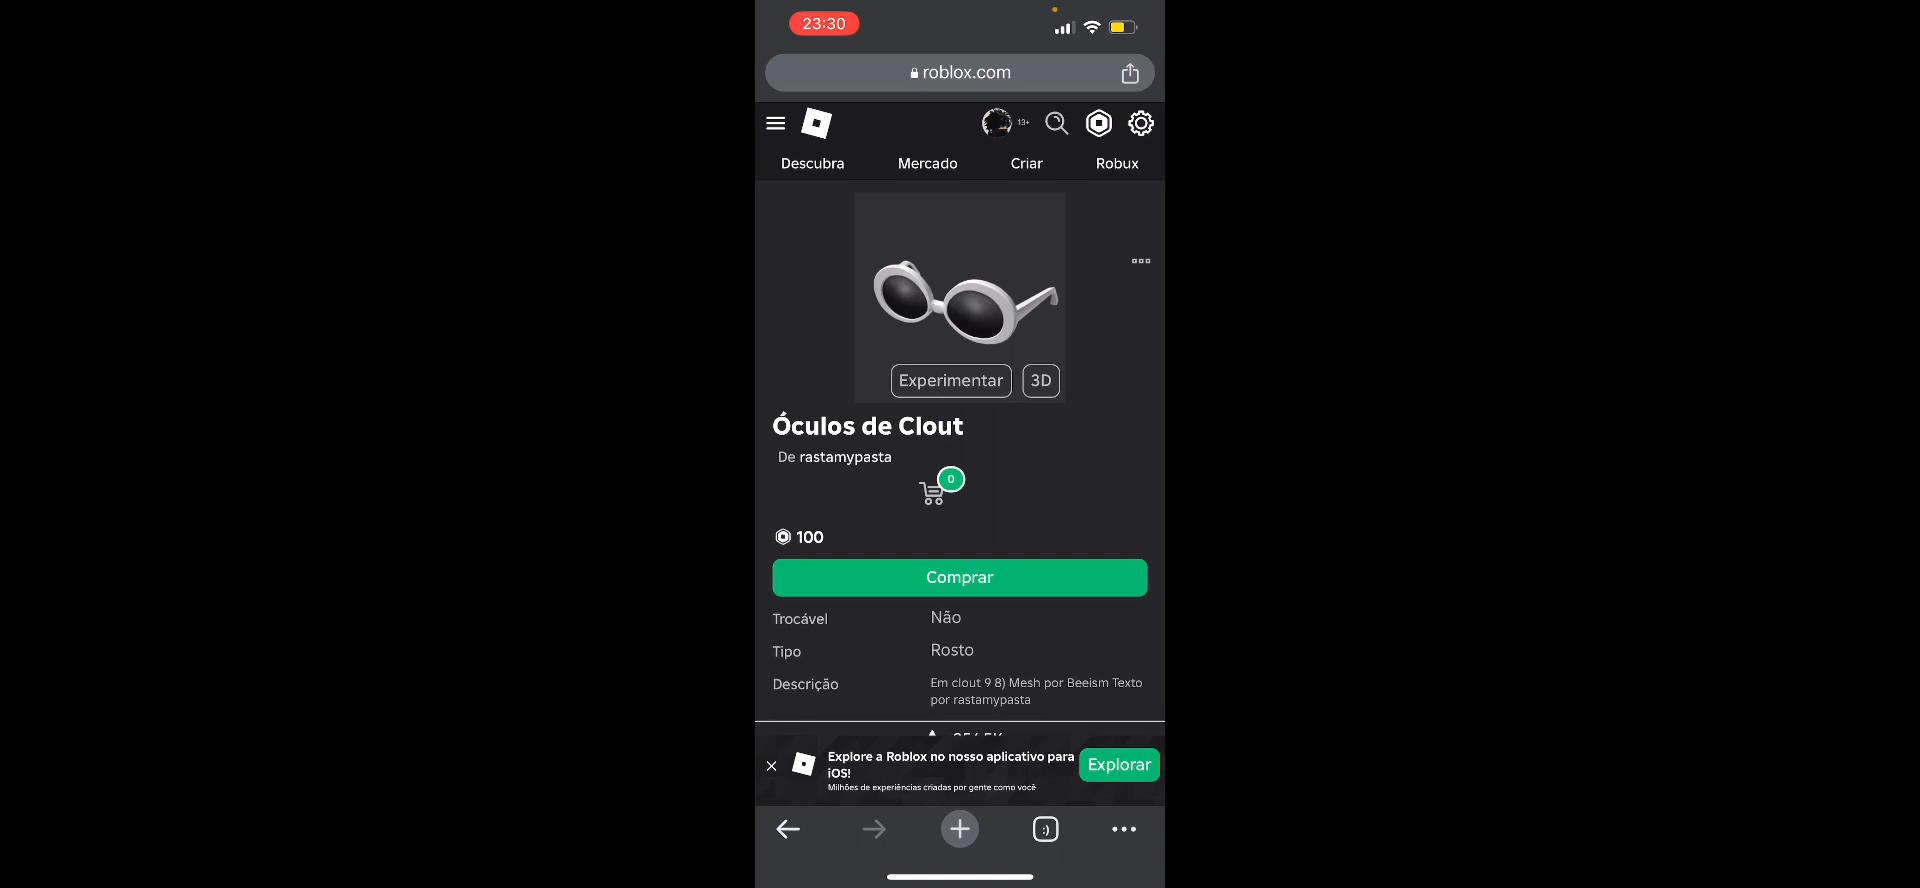 23:30
roblox.com
13+
Descubra Mercado Criar Robux
Experimentar 3D
Óculos de Clout
De rastamypasta
0
100
Comprar
Trocável Não
Tipo Rosto
Descrição Em clout 9 8) Mesh por Beeism Texto
por rastamypasta
Explore a Roblox no nosso aplicativo para
iOS!
Milhões de experiências criadas por gente como você
Explorar
:)